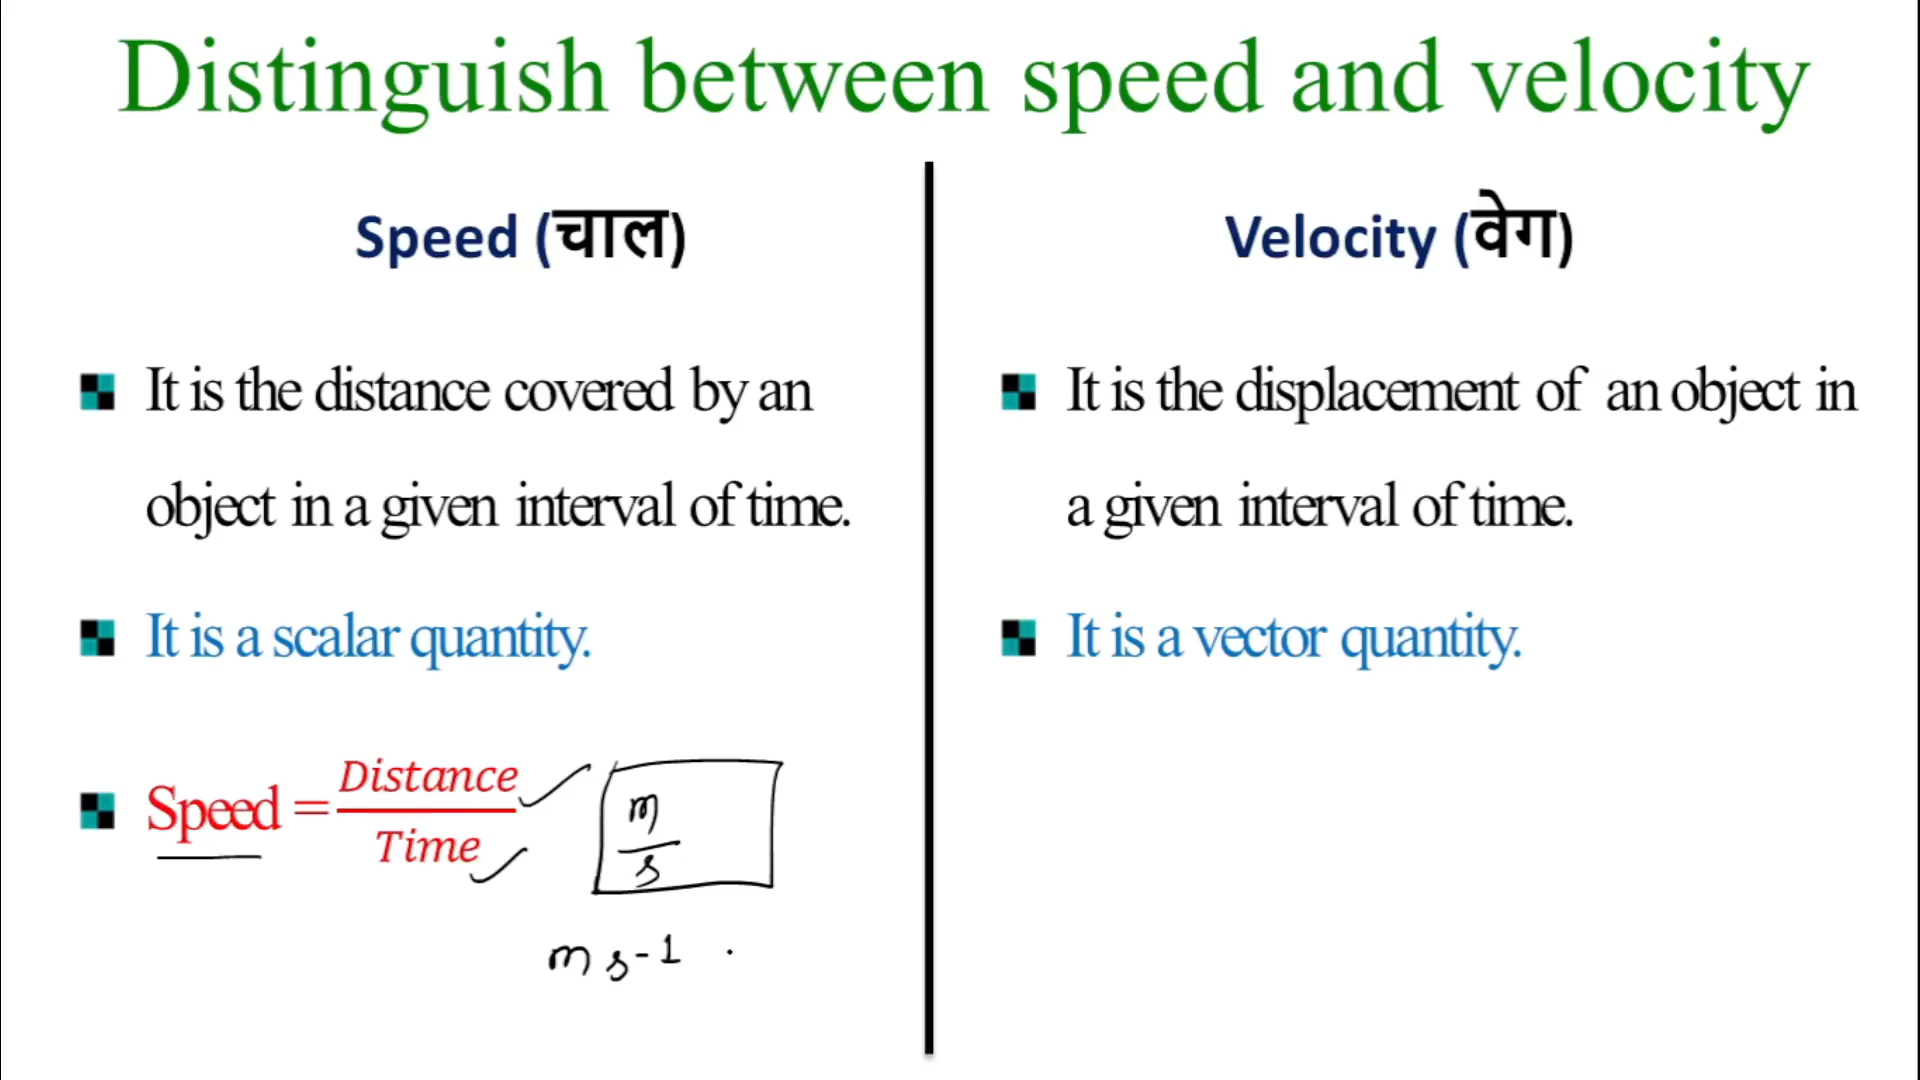 Distinguish between speed and velocity
Speed (चाल)
It is the distance covered by an
object in a given interval of time.
It is a scalar quantity.
Speed = Distance
Time
m
s
m s-1
Velocity (वेग)
It is the displacement of an object in
a given interval of time.
It is a vector quantity.